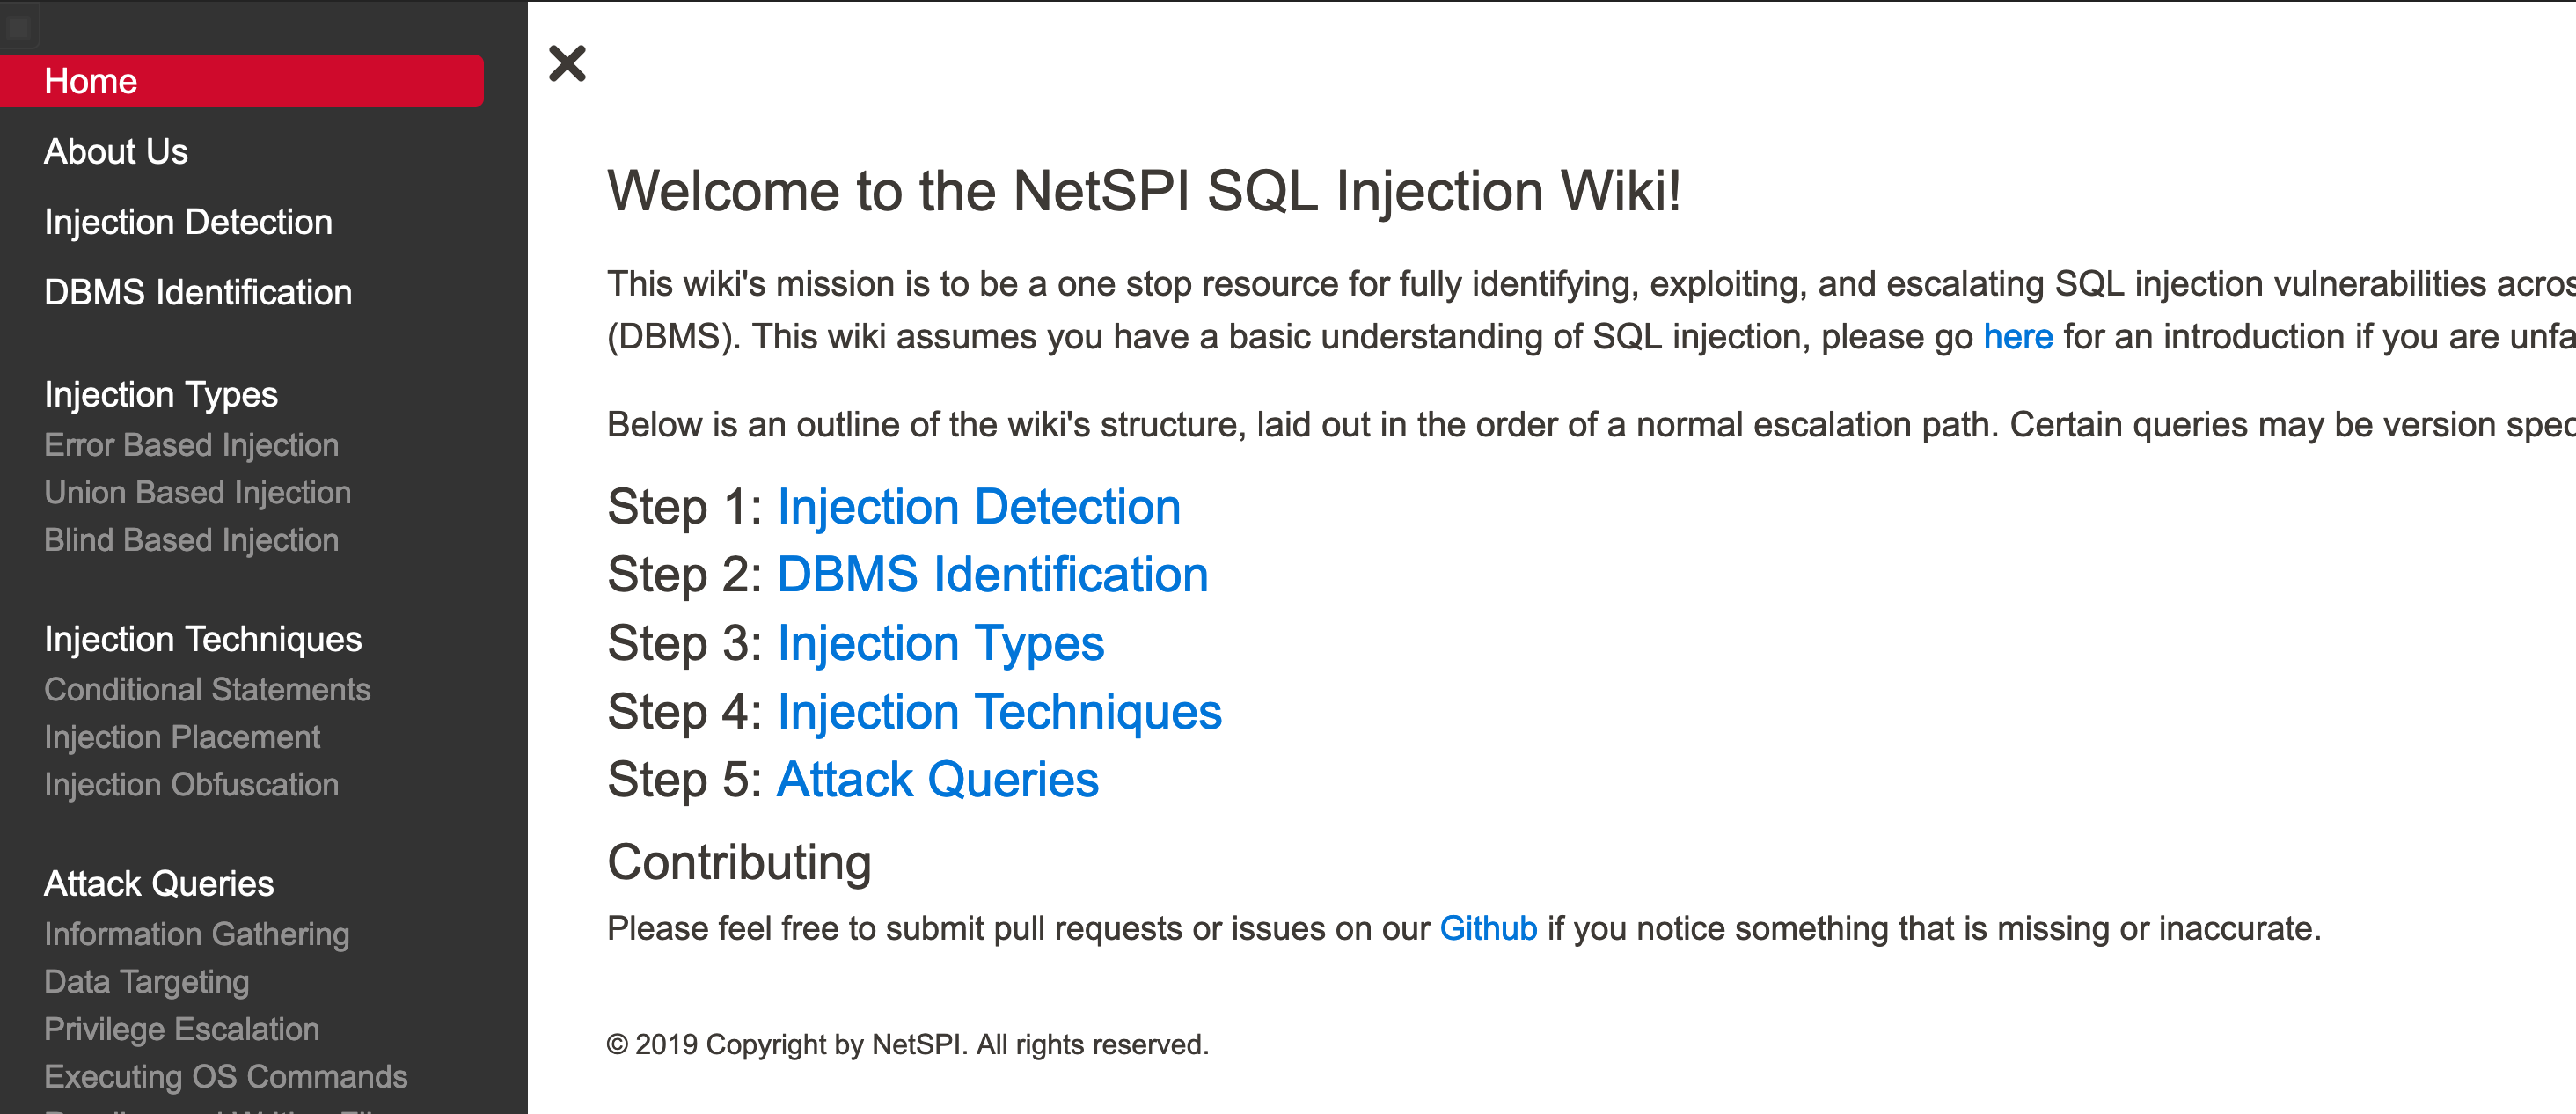 Home
About Us
Injection Detection
DBMS Identification
Injection Types
Error Based Injection
Union Based Injection
Blind Based Injection
Injection Techniques
Conditional Statements
Injection Placement
Injection Obfuscation
Attack Queries
Information Gathering
Data Targeting
Privilege Escalation
Executing OS Commands
Welcome to the NetSPI SQL Injection Wiki!
This wiki's mission is to be a one stop resource for fully identifying, exploiting, and escalating SQL injection vulnerabilities
(DBMS). This wiki assumes you have a basic understanding of SQL injection, please go here for an introduction if you are
Below is an outline of the wiki's structure, laid out in the order of a normal escalation path. Certain queries may be version
Step 1: Injection Detection
Step 2: DBMS Identification
Step 3: Injection Types
Step 4: Injection Techniques
Step 5: Attack Queries
Contributing
Please feel free to submit pull requests or issues on our Github if you notice something that is missing or inaccurate.
© 2019 Copyright by NetSPI. All rights reserved.